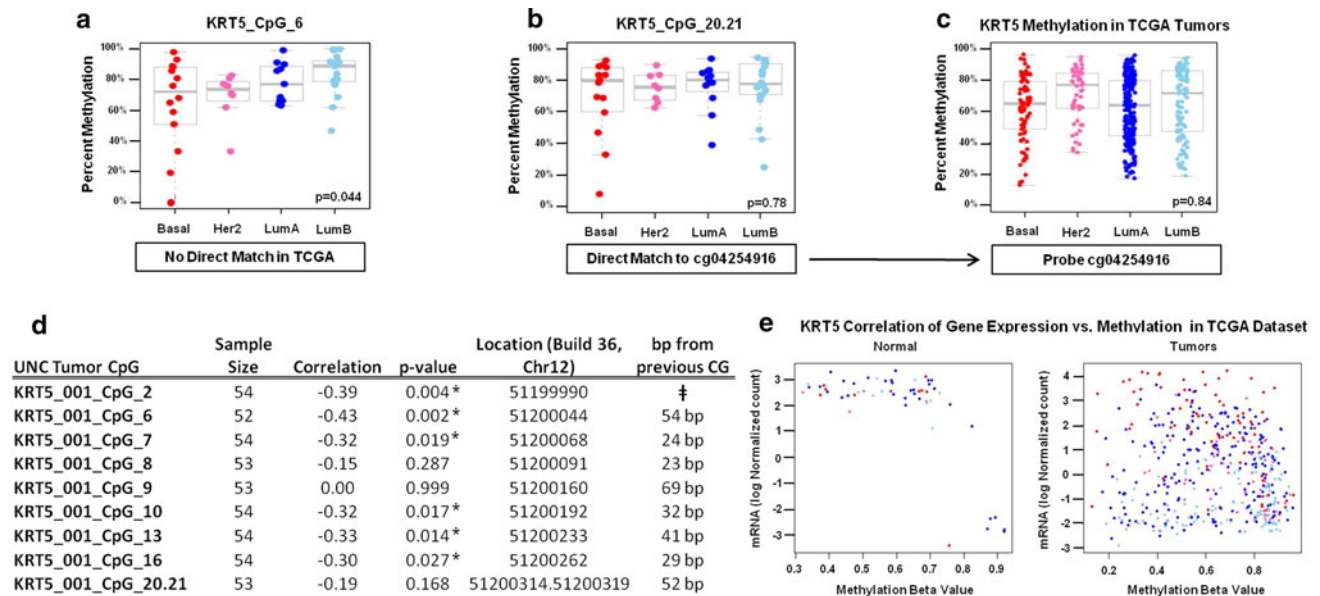 a
KRT5_CpG_6
Percent Methylation
100%
80%
60%
40%
20%
0%
p=0.044
Basal Her2 LumA LumB
No Direct Match in TCGA
b
KRT5_CpG_20.21
Percent Methylation
100%
80%
60%
40%
20%
0%
p=0.78
Basal Her2 LumA LumB
Direct Match to cg04254916
c
KRT5 Methylation in TCGA Tumors
Percent Methylation
100%
80%
60%
40%
20%
0%
p=0.84
Basal Her2 LumA LumB
Probe cg04254916
d
UNC Tumor CpG Sample Size Correlation p-value Location (Build 36, Chr12) bp from previous CG
KRT5_001_CpG_2 54 -0.39 0.004* 51199990 ‡
KRT5_001_CpG_6 52 -0.43 0.002* 51200044 54 bp
KRT5_001_CpG_7 54 -0.32 0.019* 51200068 24 bp
KRT5_001_CpG_8 53 -0.15 0.287 51200091 23 bp
KRT5_001_CpG_9 53 0.00 0.999 51200160 69 bp
KRT5_001_CpG_10 54 -0.32 0.017* 51200192 32 bp
KRT5_001_CpG_13 54 -0.33 0.014* 51200233 41 bp
KRT5_001_CpG_16 54 -0.30 0.027* 51200262 29 bp
KRT5_001_CpG_20.21 53 -0.19 0.168 51200314.51200319 52 bp
e
KRT5 Correlation of Gene Expression vs. Methylation in TCGA Dataset
Normal
mRNA (log Normalized count)
3
2
1
0
-1
-2
-3
0.3 0.4 0.5 0.6 0.7 0.8 0.9
Methylation Beta Value
Tumors
mRNA (log Normalized count)
4
3
2
1
0
-1
-2
-3
0.2 0.4 0.6 0.8
Methylation Beta Value